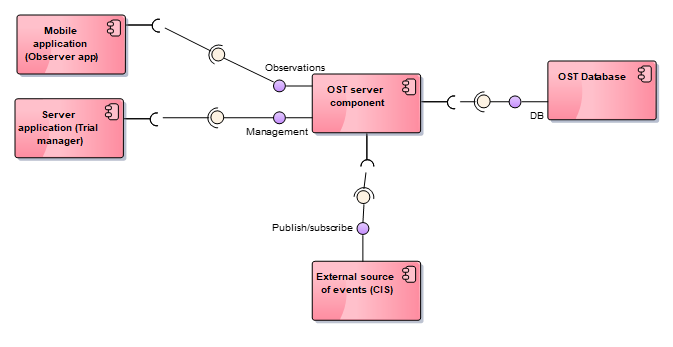 Mobile
application
(Observer app)
Observations
OST server
component
OST Database
DB
Server
application (Trial
manager)
Management
Publish/subscribe
External source
of events (CIS)